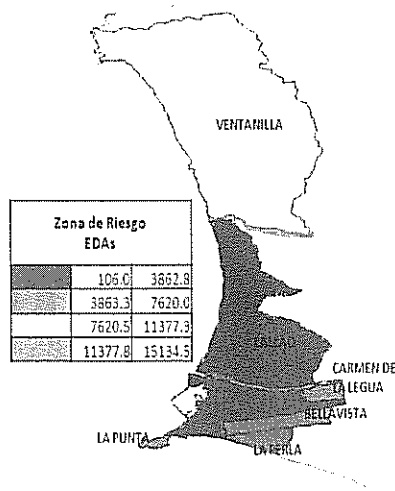 VENTANILLA
Zona de Riesgo
EDAs
106.0 3862.8
3863.3 7620.0
7620.5 11377.3
11377.8 15134.5
CALLAO
CARMEN DE
LA LEGUA
BELLAVISTA
LA PUNTA
LA PERLA